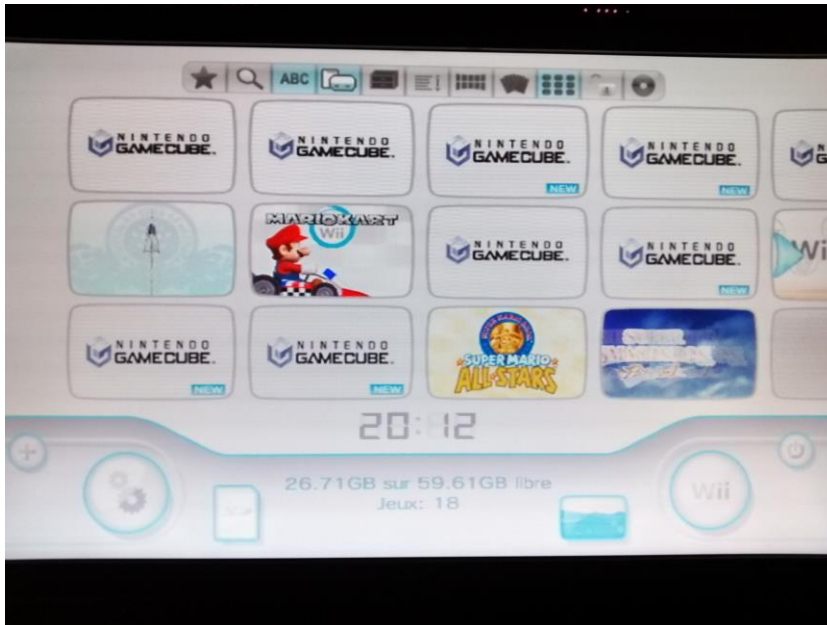 ABC
NINTENDO GAMECUBE.
NINTENDO GAMECUBE.
NINTENDO GAMECUBE.
NEW
NINTENDO GAMECUBE.
NEW
MARIOKART
Wii
NINTENDO GAMECUBE.
NINTENDO GAMECUBE.
NEW
Wi
NINTENDO GAMECUBE.
NEW
NINTENDO GAMECUBE.
NEW
SUPER MARIO
ALL-STARS
20:12
26.71GB sur 59.61GB libre
Jeux: 18
Wii